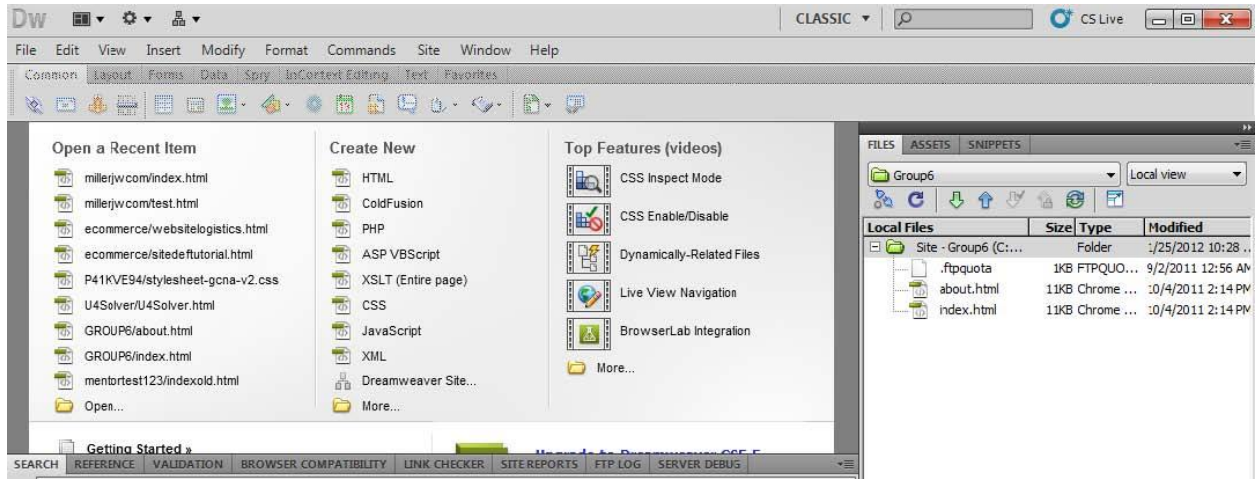 Dw CLASSIC CS Live
File Edit View Insert Modify Format Commands Site Window Help
Common Layout Forms Data Spry InContext Editing Text Favorites
Open a Recent Item
millerjwcom/index.html
millerjwcom/test.html
ecommerce/websitelogistics.html
ecommerce/sitedeftutorial.html
P41KVE94/stylesheet-gcna-v2.css
U4Solver/U4Solver.html
GROUP6/about.html
GROUP6/index.html
mentortest123/indexold.html
Open...
Create New
HTML
ColdFusion
PHP
ASP VBScript
XSLT (Entire page)
CSS
JavaScript
XML
Dreamweaver Site...
More...
Top Features (videos)
CSS Inspect Mode
CSS Enable/Disable
Dynamically-Related Files
Live View Navigation
BrowserLab Integration
More...
Getting Started »
Upgrade to Dreamweaver
SEARCH REFERENCE VALIDATION BROWSER COMPATIBILITY LINK CHECKER SITE REPORTS FTP LOG SERVER DEBUG
FILES ASSETS SNIPPETS
Group6 Local view
Local Files Size Type Modified
Site - Group6 (C:... Folder 1/25/2012 10:28 ..
.ftpquota 1KB FTPQUO... 9/2/2011 12:56 AM
about.html 11KB Chrome ... 10/4/2011 2:14 PM
index.html 11KB Chrome ... 10/4/2011 2:14 PM